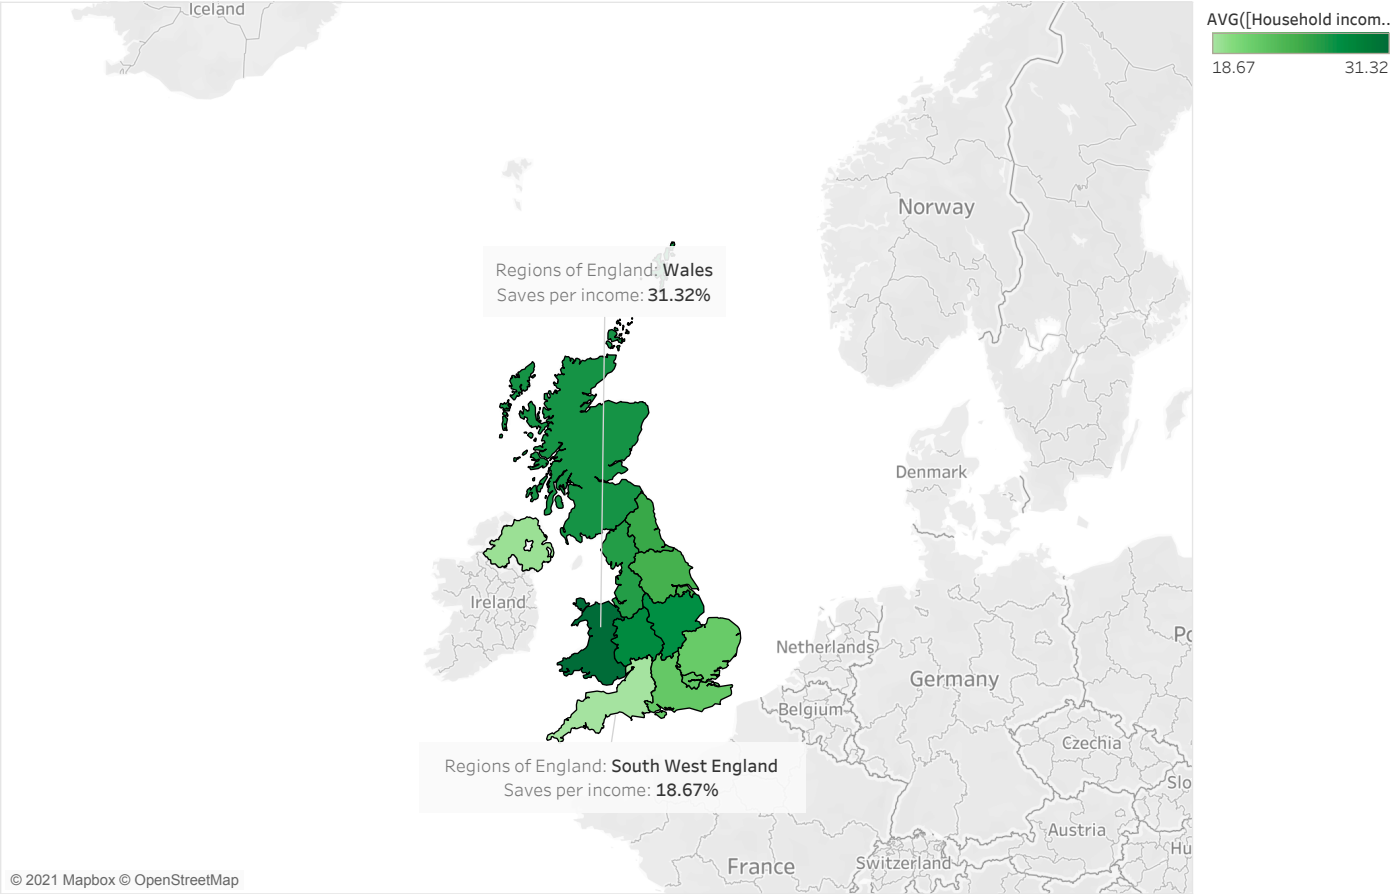 Iceland
AVG([Household incom..
18.67 31.32
Norway
Regions of England: Wales
Saves per income: 31.32%
Denmark
Ireland
Netherlands
Germany
Belgium
Czechia
Regions of England: South West England
Saves per income: 18.67%
Slo
Austria
Hu
France
Switzerland
© 2021 Mapbox © OpenStreetMap